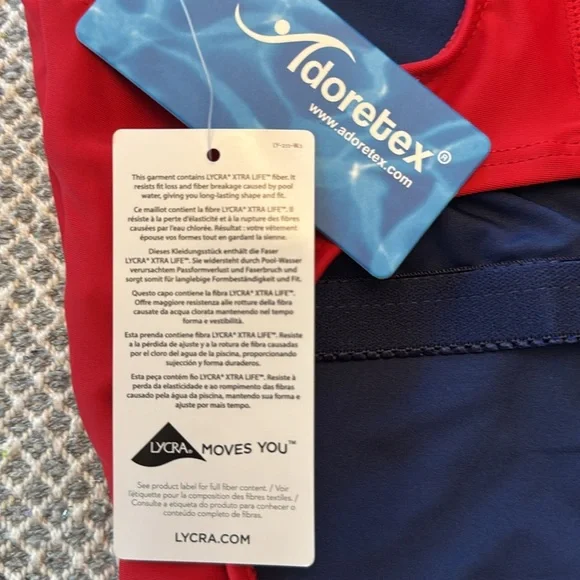 Adoretex®
www.adoretex.com
This garment contains LYCRA® XTRA LIFE™ fiber. It
resists fit loss and fiber breakage caused by pool
water, giving you long-lasting shape and fit.
Ce maillot contient la fibre LYCRA® XTRA LIFE™. Il
résiste à la perte d'élasticité et à la rupture des fibres
causées par l'eau chlorée. Résultat : votre vêtement
épouse vos formes tout en gardant la sienne.
Dieses Kleidungsstück enthält die Faser
LYCRA® XTRA LIFE™. Sie widersteht durch Pool-Wasser
verursachtem Passformverlust und Faserbruch und
sorgt somit für langlebige Formbeständigkeit und Fit.
Questo capo contiene la fibra LYCRA® XTRA LIFE™.
Offre maggiore resistenza alle rotture della fibra
causate da acqua clorata mantenendo nel tempo
forma e vestibilità.
Esta prenda contiene fibra LYCRA® XTRA LIFE™. Resiste
a la pérdida de ajuste y a la rotura de fibra causadas
por el cloro del agua de la piscina, proporcionando
sujección y forma duraderos.
Esta peça contém fio LYCRA® XTRA LIFE™. Resiste à
perda da elasticidade e ao rompimento das fibras
causado pela água da piscina, mantendo sua forma e
ajuste por mais tempo.
LYCRA® MOVES YOU™
See product label for full fiber content. / Voir
l'étiquette pour la composition des fibres textiles. /
Consulte a etiqueta do produto para conhecer o
conteúdo completo de fibras.
LYCRA.COM